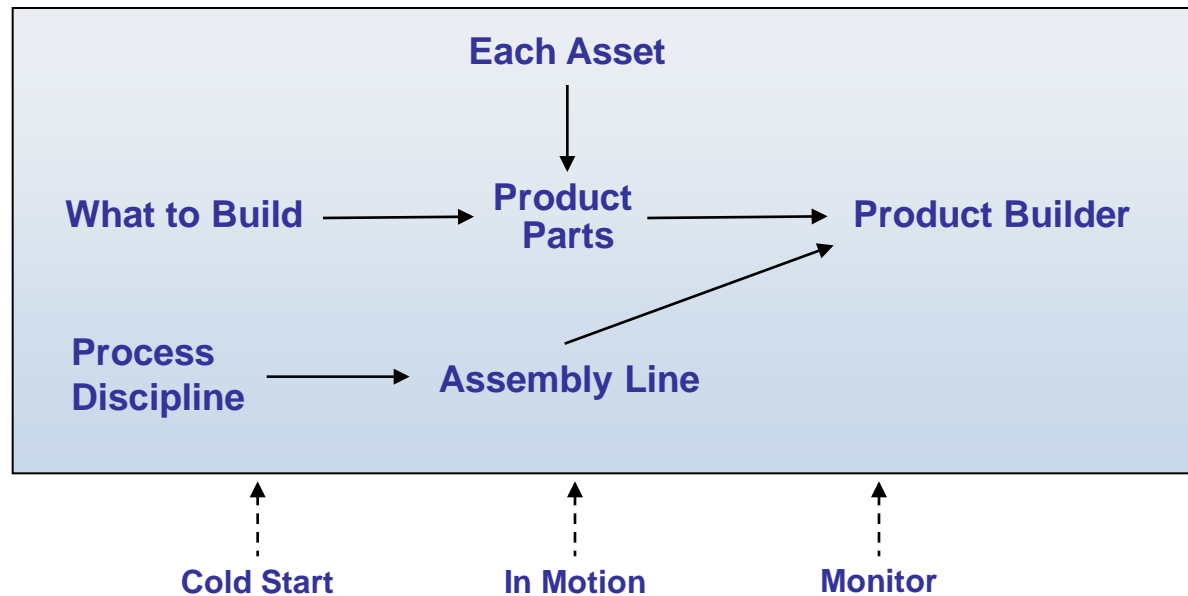 Each Asset
What to Build
Product
Parts
Product Builder
Process
Discipline
Assembly Line
Cold Start
In Motion
Monitor